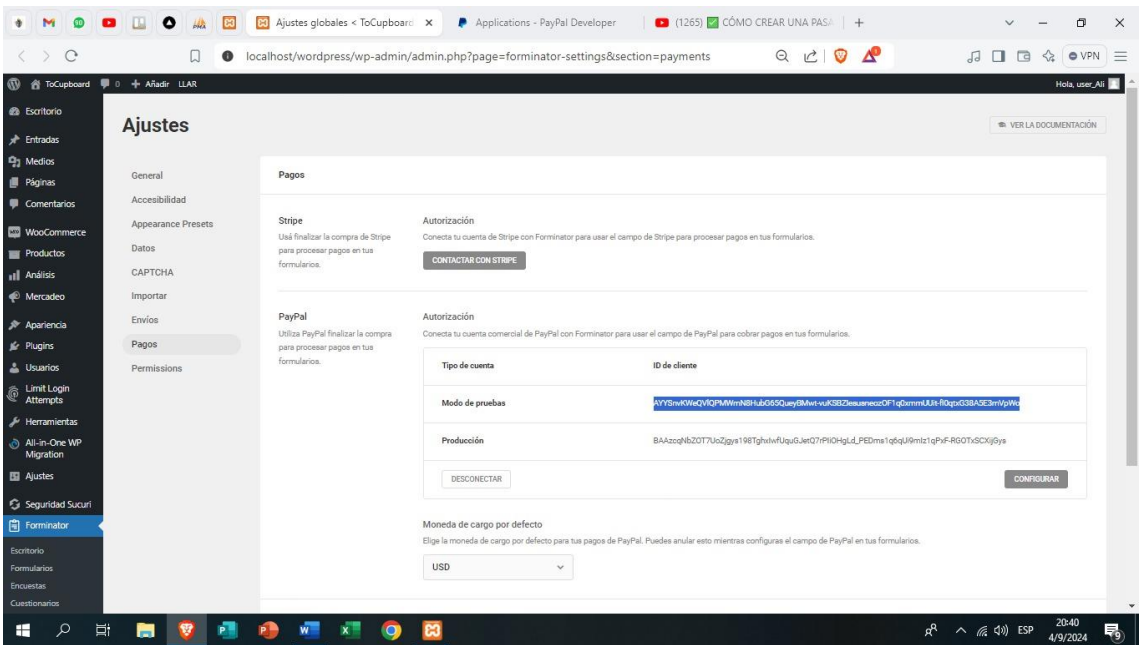 Ajustes globales < ToCupboard
Applications - PayPal Developer
(1265) ✅ CÓMO CREAR UNA PASA
localhost/wordpress/wp-admin/admin.php?page=forminator-settings&section=payments
VPN
ToCupboard 0 + Añadir LLAR
Hola, user_Ali
Escritorio
Entradas
Medios
Páginas
Comentarios
WooCommerce
Productos
Análisis
Mercadeo
Apariencia
Plugins
Usuarios
Limit Login
Attempts
Herramientas
All-in-One WP
Migration
Ajustes
Seguridad Sucuri
Forminator
Escritorio
Formularios
Encuestas
Cuestionarios
Ajustes
VER LA DOCUMENTACIÓN
General
Accesibilidad
Appearance Presets
Datos
CAPTCHA
Importar
Envíos
Pagos
Permissions
Pagos
Stripe
Usá finalizar la compra de Stripe
para procesar pagos en tus
formularios.
Autorización
Conecta tu cuenta de Stripe con Forminator para usar el campo de Stripe para procesar pagos en tus formularios.
CONTACTAR CON STRIPE
PayPal
Utiliza PayPal finalizar la compra
para procesar pagos en tus
formularios.
Autorización
Conecta tu cuenta comercial de PayPal con Forminator para usar el campo de PayPal para cobrar pagos en tus formularios.
Tipo de cuenta ID de cliente
Modo de pruebas
Producción
DESCONECTAR CONFIGURAR
Moneda de cargo por defecto
Elige la moneda de cargo por defecto para tus pagos de PayPal. Puedes anular esto mientras configuras el campo de PayPal en tus formularios.
USD
ESP
20:40
4/9/2024
9